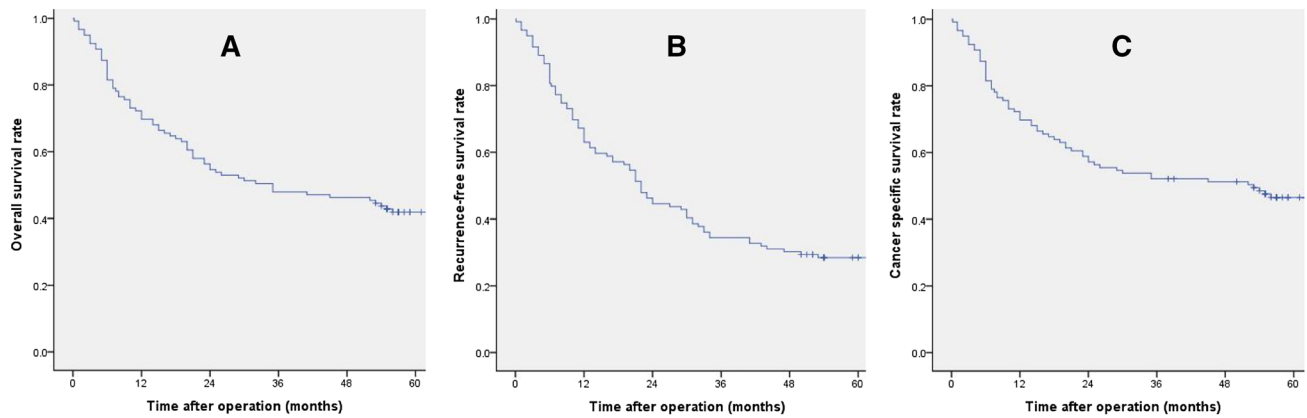 A
Overall survival rate
1.0
0.8
0.6
0.4
0.2
0.0
0 12 24 36 48 60
Time after operation (months)
B
Recurrence-free survival rate
1.0
0.8
0.6
0.4
0.2
0.0
0 12 24 36 48 60
Time after operation (months)
C
Cancer specific survival rate
1.0
0.8
0.6
0.4
0.2
0.0
0 12 24 36 48 60
Time after operation (months)